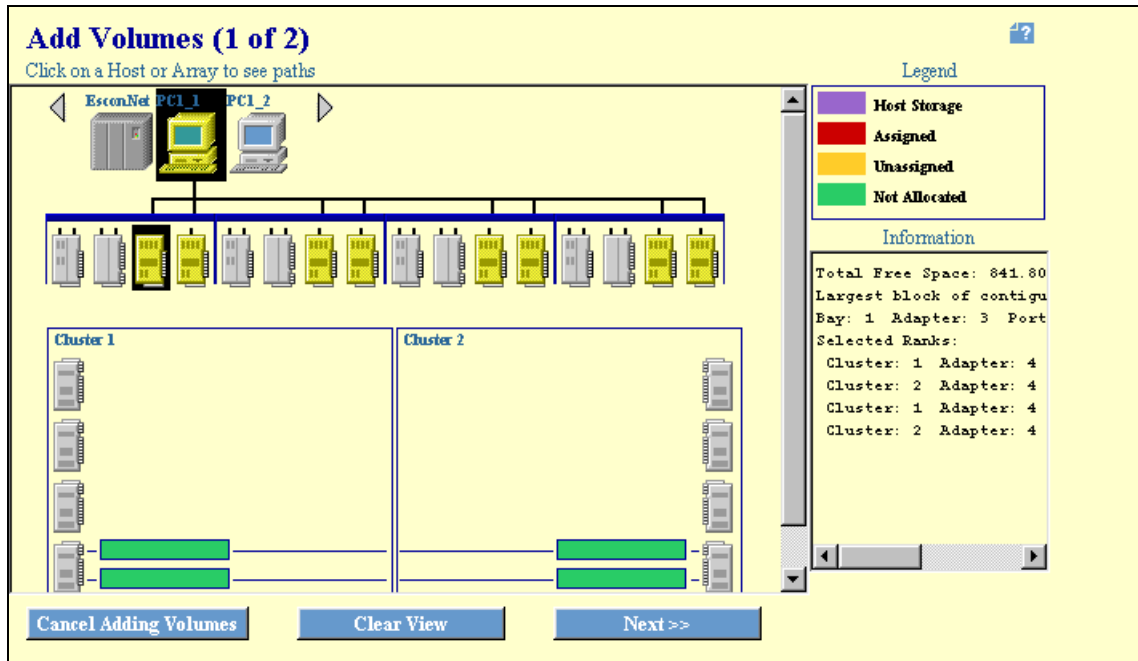 Add Volumes (1 of 2)
?
Click on a Host or Array to see paths
EsconNet PC1_1 PC1_2
Cluster 1
Cluster 2
Legend
Host Storage
Assigned
Unassigned
Not Allocated
Information
Total Free Space: 841.80
Largest block of contigu
Bay: 1 Adapter: 3 Port
Selected Ranks:
Cluster: 1 Adapter: 4
Cluster: 2 Adapter: 4
Cluster: 1 Adapter: 4
Cluster: 2 Adapter: 4
Cancel Adding Volumes
Clear View
Next >>